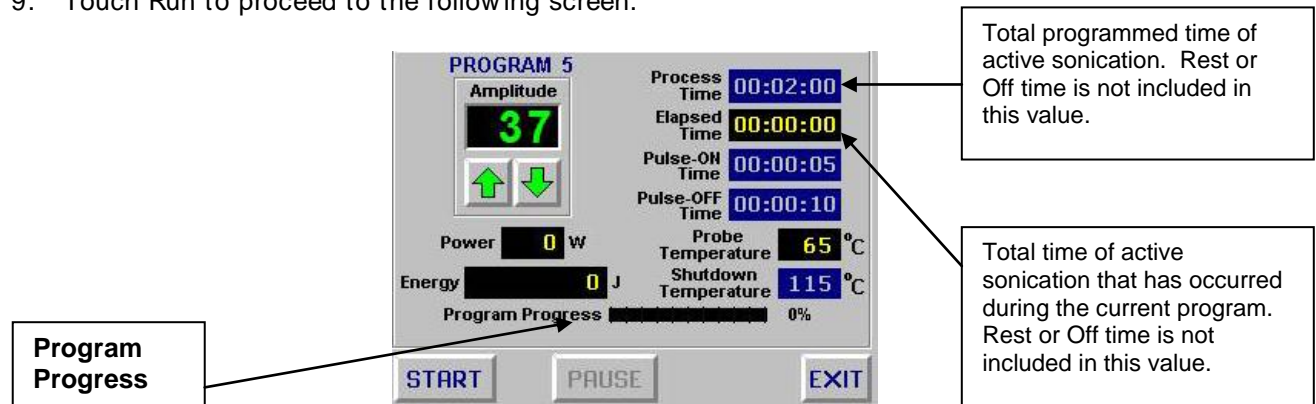 9. Touch Run to proceed to the following screen.
Total programmed time of
active sonication. Rest or
Off time is not included in
this value.
PROGRAM 5
Amplitude
37
Process
Time 00:02:00
Elapsed
Time 00:00:00
Pulse-ON
Time 00:00:05
Pulse-OFF
Time 00:00:10
Power 0 W
Probe
Temperature 65 °C
Energy 0 J
Shutdown
Temperature 115 °C
Program Progress 0%
Total time of active
sonication that has occurred
during the current program.
Rest or Off time is not
included in this value.
Program
Progress
START PAUSE EXIT